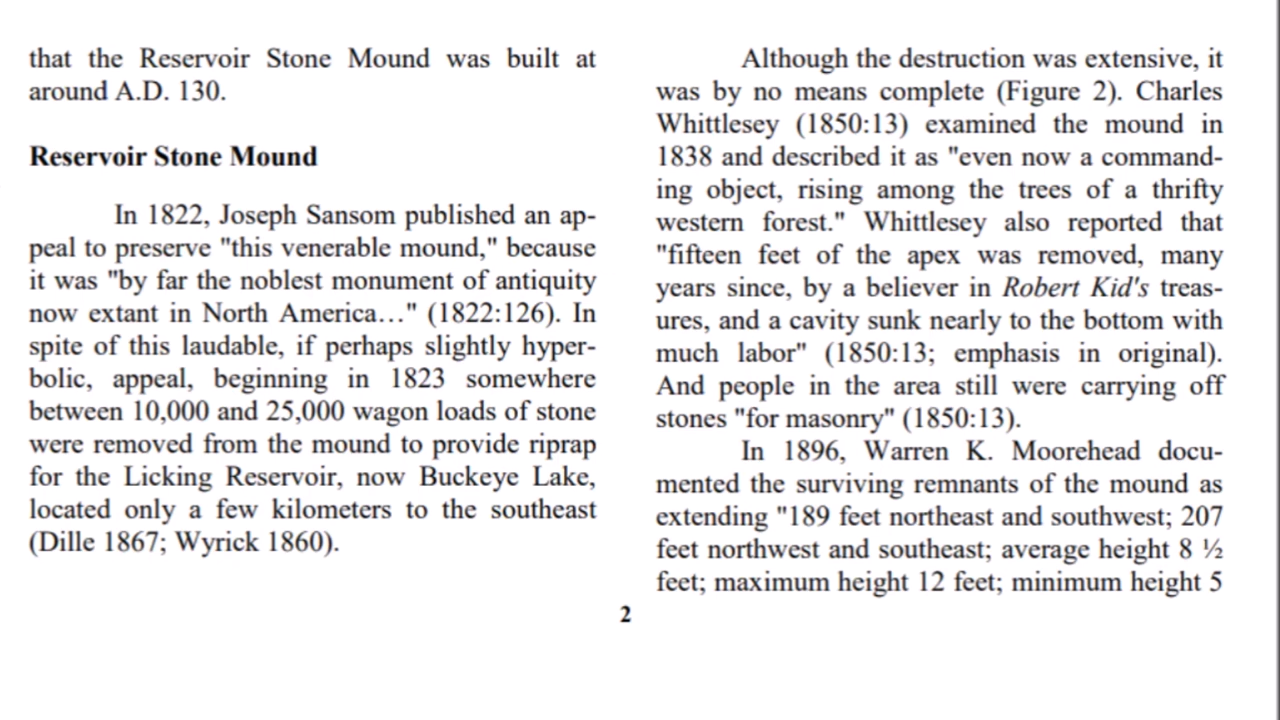 that the Reservoir Stone Mound was built at
around A.D. 130.
Reservoir Stone Mound
In 1822, Joseph Sansom published an ap-
peal to preserve "this venerable mound," because
it was "by far the noblest monument of antiquity
now extant in North America…" (1822:126). In
spite of this laudable, if perhaps slightly hyper-
bolic, appeal, beginning in 1823 somewhere
between 10,000 and 25,000 wagon loads of stone
were removed from the mound to provide riprap
for the Licking Reservoir, now Buckeye Lake,
located only a few kilometers to the southeast
(Dille 1867; Wyrick 1860).
Although the destruction was extensive, it
was by no means complete (Figure 2). Charles
Whittlesey (1850:13) examined the mound in
1838 and described it as "even now a command-
ing object, rising among the trees of a thrifty
western forest." Whittlesey also reported that
"fifteen feet of the apex was removed, many
years since, by a believer in Robert Kid's treas-
ures, and a cavity sunk nearly to the bottom with
much labor" (1850:13; emphasis in original).
And people in the area still were carrying off
stones "for masonry" (1850:13).
In 1896, Warren K. Moorehead docu-
mented the surviving remnants of the mound as
extending "189 feet northeast and southwest; 207
feet northwest and southeast; average height 8 ½
feet; maximum height 12 feet; minimum height 5
2